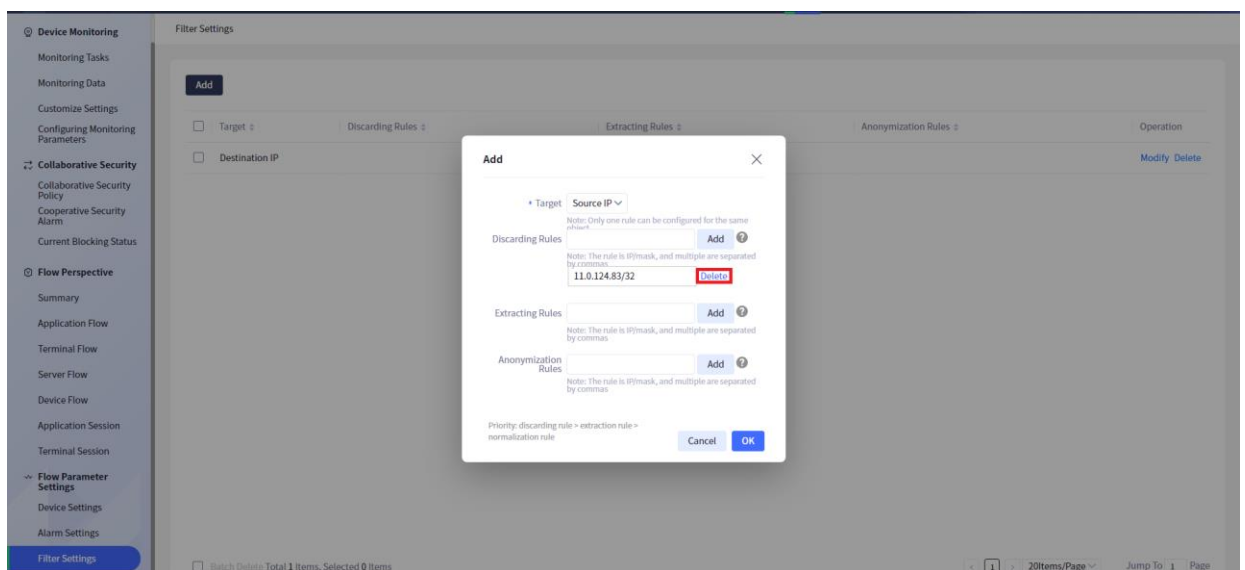 Device Monitoring
Monitoring Tasks
Monitoring Data
Customize Settings
Configuring Monitoring
Parameters
Collaborative Security
Collaborative Security
Policy
Cooperative Security
Alarm
Current Blocking Status
Flow Perspective
Summary
Application Flow
Terminal Flow
Server Flow
Device Flow
Application Session
Terminal Session
Flow Parameter
Settings
Device Settings
Alarm Settings
Filter Settings
Filter Settings
Add
Target Discarding Rules Extracting Rules Anonymization Rules Operation
Destination IP Modify Delete
Add
* Target Source IP
Note: Only one rule can be configured for the same
object
Discarding Rules Add
Note: The rule is IP/mask, and multiple are separated
by commas
11.0.124.83/32 Delete
Extracting Rules Add
Note: The rule is IP/mask, and multiple are separated
by commas
Anonymization
Rules Add
Note: The rule is IP/mask, and multiple are separated
by commas
Priority: discarding rule > extraction rule >
normalization rule
Cancel OK
Batch Delete Total 1 Items, Selected 0 Items 1 20Items/Page Jump To 1 Page